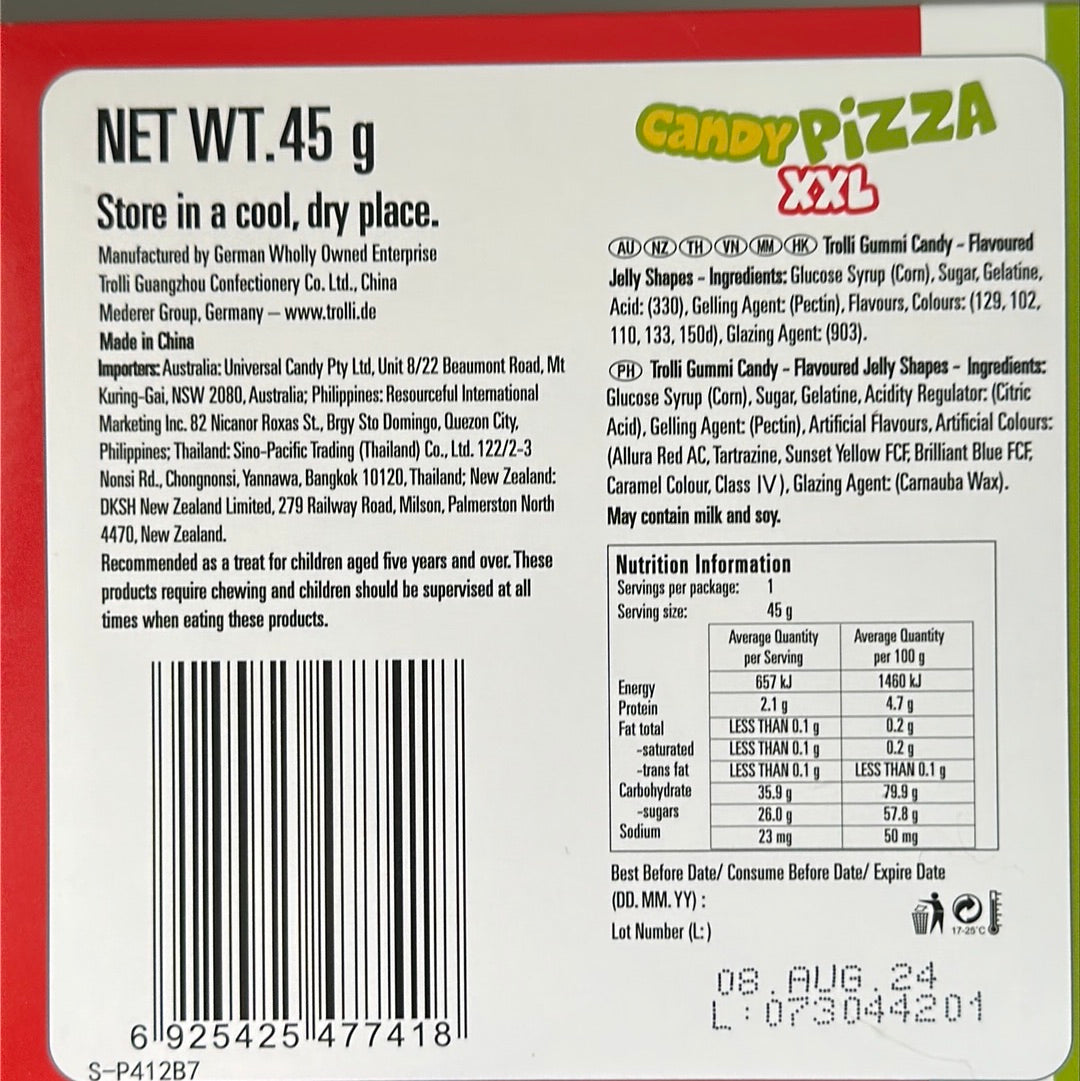 NET WT.45 g
Store in a cool, dry place.
Manufactured by German Wholly Owned Enterprise
Trolli Guangzhou Confectionery Co. Ltd., China
Mederer Group, Germany – www.trolli.de
Made in China
Importers: Australia: Universal Candy Pty Ltd, Unit 8/22 Beaumont Road, Mt
Kuring-Gai, NSW 2080, Australia; Philippines: Resourceful International
Marketing Inc. 82 Nicanor Roxas St., Brgy Sto Domingo, Quezon City,
Philippines; Thailand: Sino-Pacific Trading (Thailand) Co., Ltd. 122/2-3
Nonsi Rd., Chongnonsi, Yannawa, Bangkok 10120, Thailand; New Zealand:
DKSH New Zealand Limited, 279 Railway Road, Milson, Palmerston North
4470, New Zealand.
Recommended as a treat for children aged five years and over. These
products require chewing and children should be supervised at all
times when eating these products.
6 925425 477418
S-P412B7
CANDY PiZZA
XXL
AU NZ TH VN MM HK Trolli Gummi Candy - Flavoured
Jelly Shapes - Ingredients: Glucose Syrup (Corn), Sugar, Gelatine,
Acid: (330), Gelling Agent: (Pectin), Flavours, Colours: (129, 102,
110, 133, 150d), Glazing Agent: (903).
PH Trolli Gummi Candy - Flavoured Jelly Shapes - Ingredients:
Glucose Syrup (Corn), Sugar, Gelatine, Acidity Regulator: (Citric
Acid), Gelling Agent: (Pectin), Artificial Flavours, Artificial Colours:
(Allura Red AC, Tartrazine, Sunset Yellow FCF, Brilliant Blue FCF,
Caramel Colour, Class IV), Glazing Agent: (Carnauba Wax).
May contain milk and soy.
Nutrition Information
Servings per package: 1
Serving size: 45 g
Average Quantity per Serving Average Quantity per 100 g
Energy 657 kJ 1460 kJ
Protein 2.1 g 4.7 g
Fat total LESS THAN 0.1 g 0.2 g
-saturated LESS THAN 0.1 g 0.2 g
-trans fat LESS THAN 0.1 g LESS THAN 0.1 g
Carbohydrate 35.9 g 79.9 g
-sugars 26.0 g 57.8 g
Sodium 23 mg 50 mg
Best Before Date/ Consume Before Date/ Expire Date
(DD. MM. YY) :
Lot Number (L:)
17-25°C
08.AUG.24
L:073044201